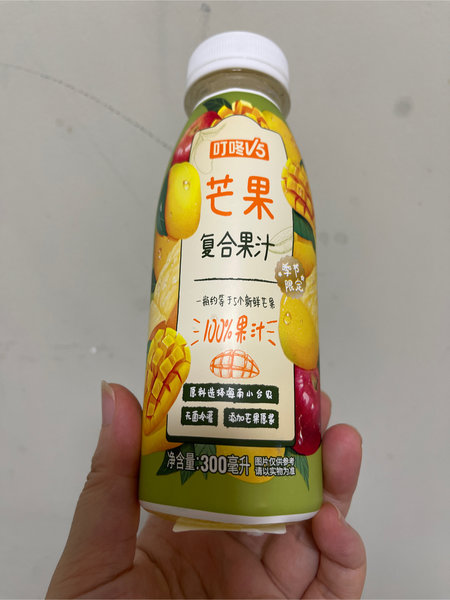 叮咚V5
芒果
复合果汁
季节
限定
一瓶约等于5个新鲜芒果
100%果汁
原料选择海南小台农
无菌冷灌
添加芒果原浆
净含量:300毫升
图片仅供参考
请以实物为准